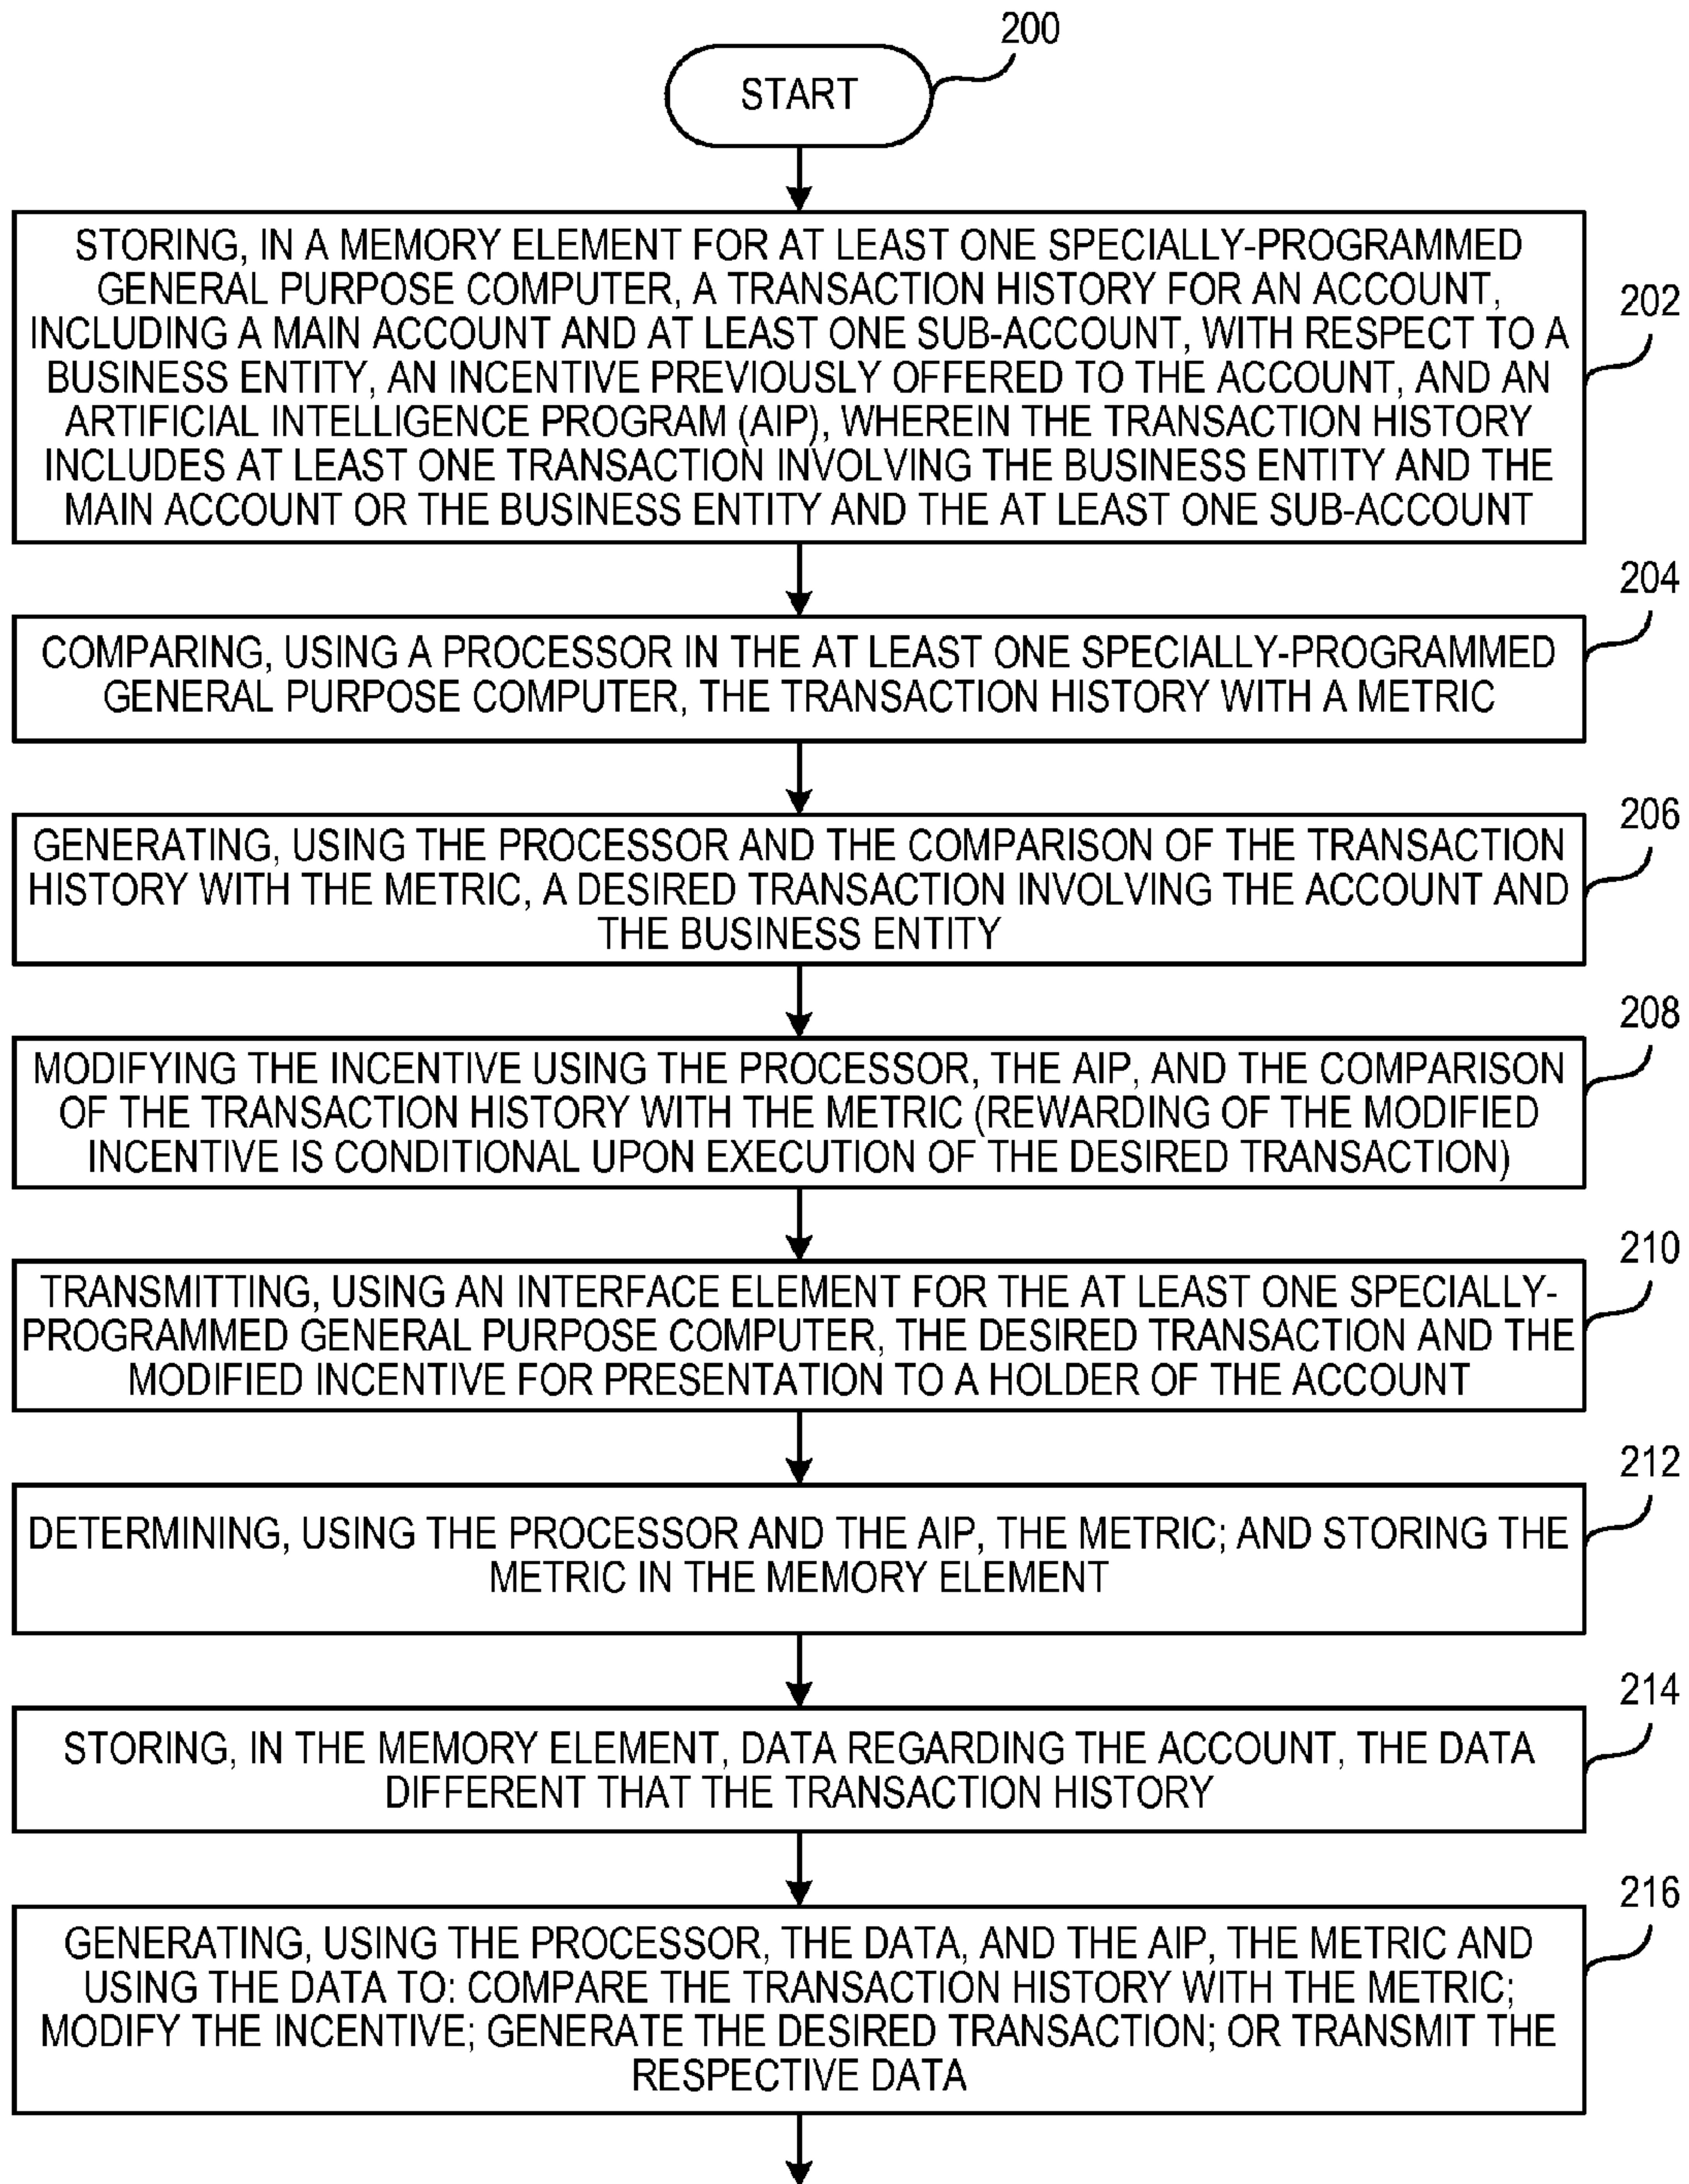 200
START
STORING, IN A MEMORY ELEMENT FOR AT LEAST ONE SPECIALLY-PROGRAMMED
GENERAL PURPOSE COMPUTER, A TRANSACTION HISTORY FOR AN ACCOUNT,
INCLUDING A MAIN ACCOUNT AND AT LEAST ONE SUB-ACCOUNT, WITH RESPECT TO A
BUSINESS ENTITY, AN INCENTIVE PREVIOUSLY OFFERED TO THE ACCOUNT, AND AN
ARTIFICIAL INTELLIGENCE PROGRAM (AIP), WHEREIN THE TRANSACTION HISTORY
INCLUDES AT LEAST ONE TRANSACTION INVOLVING THE BUSINESS ENTITY AND THE
MAIN ACCOUNT OR THE BUSINESS ENTITY AND THE AT LEAST ONE SUB-ACCOUNT
202
COMPARING, USING A PROCESSOR IN THE AT LEAST ONE SPECIALLY-PROGRAMMED
GENERAL PURPOSE COMPUTER, THE TRANSACTION HISTORY WITH A METRIC
204
GENERATING, USING THE PROCESSOR AND THE COMPARISON OF THE TRANSACTION
HISTORY WITH THE METRIC, A DESIRED TRANSACTION INVOLVING THE ACCOUNT AND
THE BUSINESS ENTITY
206
MODIFYING THE INCENTIVE USING THE PROCESSOR, THE AIP, AND THE COMPARISON
OF THE TRANSACTION HISTORY WITH THE METRIC (REWARDING OF THE MODIFIED
INCENTIVE IS CONDITIONAL UPON EXECUTION OF THE DESIRED TRANSACTION)
208
TRANSMITTING, USING AN INTERFACE ELEMENT FOR THE AT LEAST ONE SPECIALLY-
PROGRAMMED GENERAL PURPOSE COMPUTER, THE DESIRED TRANSACTION AND THE
MODIFIED INCENTIVE FOR PRESENTATION TO A HOLDER OF THE ACCOUNT
210
DETERMINING, USING THE PROCESSOR AND THE AIP, THE METRIC; AND STORING THE
METRIC IN THE MEMORY ELEMENT
212
STORING, IN THE MEMORY ELEMENT, DATA REGARDING THE ACCOUNT, THE DATA
DIFFERENT THAT THE TRANSACTION HISTORY
214
GENERATING, USING THE PROCESSOR, THE DATA, AND THE AIP, THE METRIC AND
USING THE DATA TO: COMPARE THE TRANSACTION HISTORY WITH THE METRIC;
MODIFY THE INCENTIVE; GENERATE THE DESIRED TRANSACTION; OR TRANSMIT THE
RESPECTIVE DATA
216